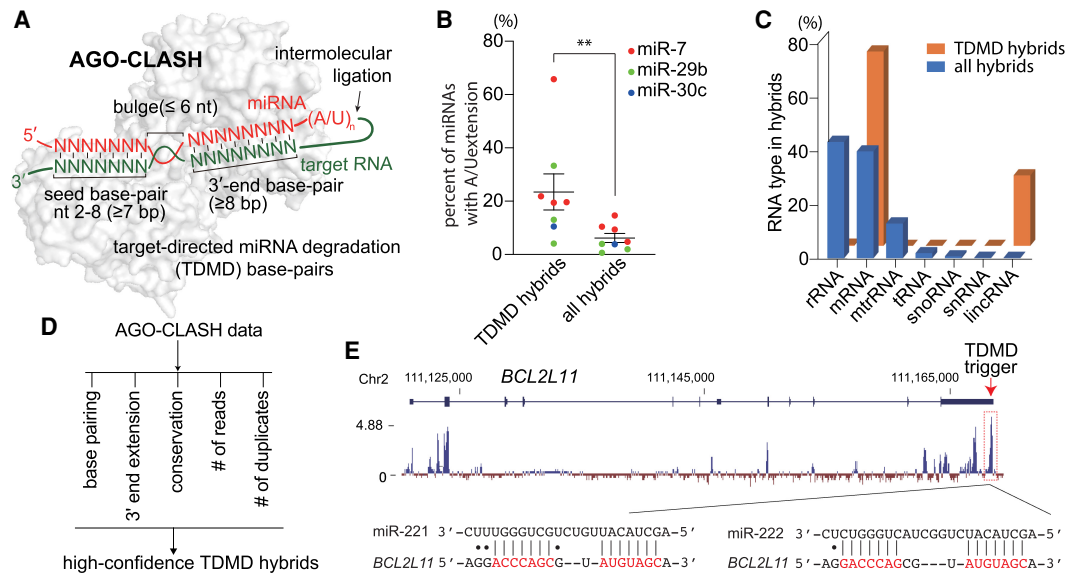 A
AGO-CLASH
intermolecular
ligation
bulge(≤ 6 nt)
miRNA
5′
NNNNNNN
NNNNNNNN
(A/U)n
NNNNNNN
NNNNNNNN
target RNA
3′
seed base-pair
nt 2-8 (≥7 bp)
3′-end base-pair
(≥8 bp)
target-directed miRNA degradation
(TDMD) base-pairs
B
(%)
percent of miRNAs
with A/Uextension
80
60
40
20
0
**
miR-7
miR-29b
miR-30c
TDMD hybrids
all hybrids
C
(%)
RNA type in hybrids
80
60
40
20
0
TDMD hybrids
all hybrids
rRNA
mRNA
mtrRNA
tRNA
snoRNA
snRNA
lincRNA
D
AGO-CLASH data
base pairing
3' end extension
conservation
# of reads
# of duplicates
high-confidence TDMD hybrids
E
TDMD
trigger
Chr2
111,125,000
BCL2L11
111,145,000
111,165,000
4.88
0
miR-221 3′-CUUUGGGUCGUCUGUUACAUCGA-5′
BCL2L11 5′-AGGACCCAGCG--U-AUGUAGCA-3′
miR-222 3′-CUCUGGGUCAUCGGUCUACAUCGA-5′
BCL2L11 5′-AGGACCCAGCG--U-AUGUAGCA-3′